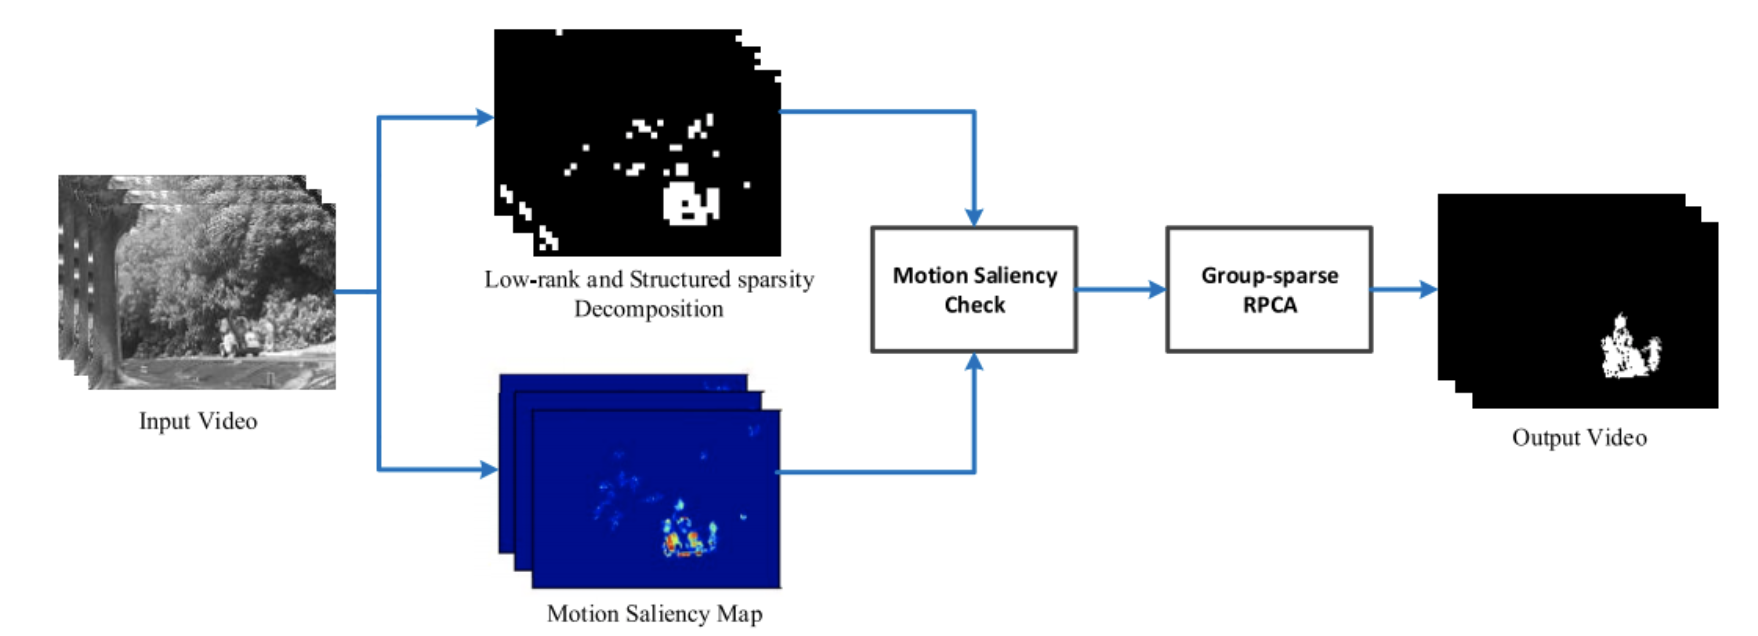 Input Video
Low-rank and Structured sparsity
Decomposition
Motion Saliency Map
Motion Saliency
Check
Group-sparse
RPCA
Output Video